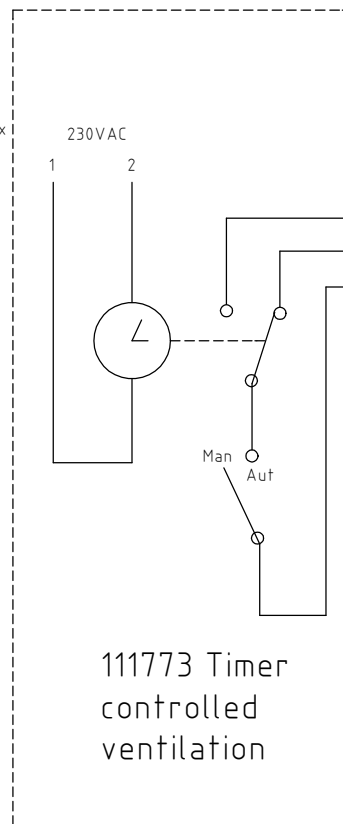 x
230VAC
1 2
Man
Aut
111773 Timer
controlled
ventilation